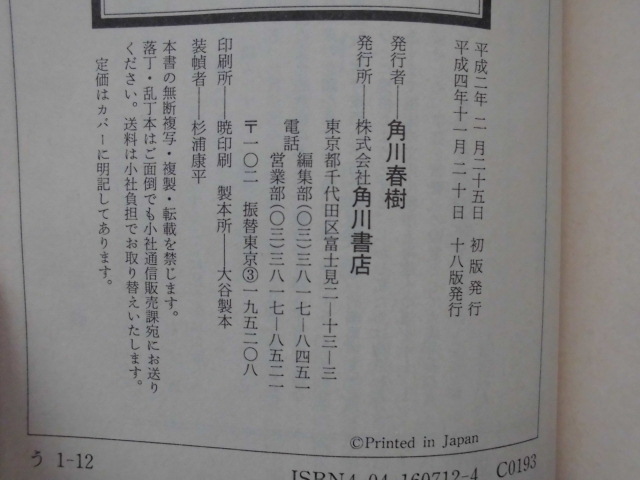 平成二年 二月二十五日 初版発行
平成四年十一月二十日 十八版発行
発行者――角川春樹
発行所――株式会社角川書店
東京都千代田区富士見二―十三―三
編集部(〇三)三八一七―八四五一
電話
営業部(〇三)三八一七―八五二一
〒一〇二 振替東京③一九五二〇八
印刷所――暁印刷 製本所――大谷製本
装幀者――杉浦康平
本書の無断複写・複製・転載を禁じます。
落丁・乱丁本はご面倒でも小社通信販売課宛にお送り
ください。送料は小社負担でお取り替えいたします。
定価はカバーに明記してあります。
©Printed in Japan
う 1-12
ISBN4-04-160712-4 C0193